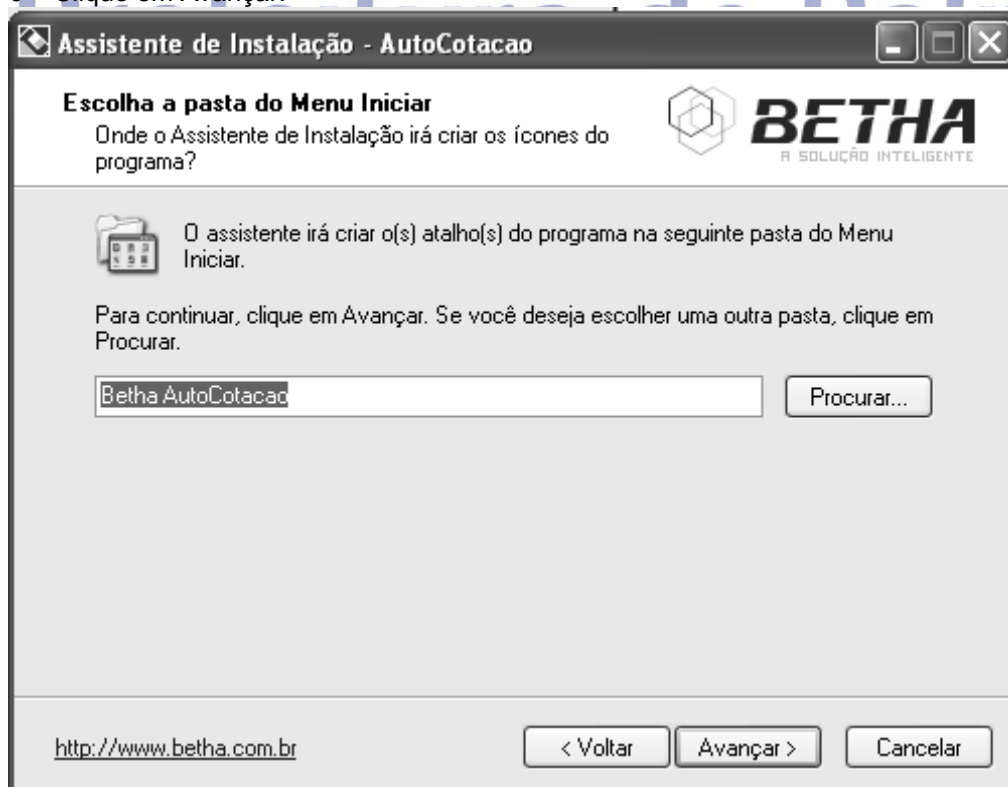 Clique em Avançar.
Assistente de Instalação - AutoCotacao
Escolha a pasta do Menu Iniciar
Onde o Assistente de Instalação irá criar os ícones do
programa?
BETHA
A SOLUÇÃO INTELIGENTE
O assistente irá criar o(s) atalho(s) do programa na seguinte pasta do Menu
Iniciar.
Para continuar, clique em Avançar. Se você deseja escolher uma outra pasta, clique em
Procurar.
Betha AutoCotacao
Procurar...
http://www.betha.com.br
< Voltar
Avançar >
Cancelar